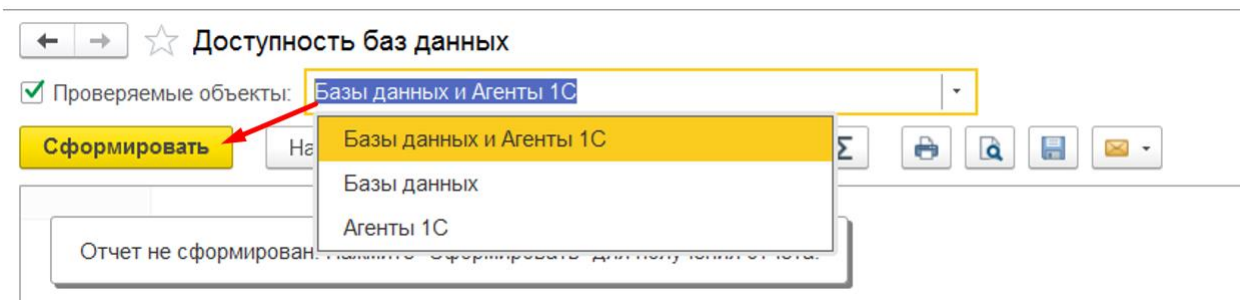 Доступность баз данных
Проверяемые объекты: Базы данных и Агенты 1С
Сформировать На Σ
Базы данных и Агенты 1С
Базы данных
Агенты 1С
Отчет не сформирован.